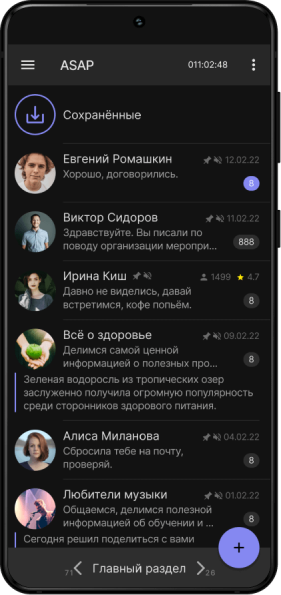 ASAP 011:02:48
Сохранённые
Евгений Ромашкин 12.02.22
Хорошо, договорились.
8
Виктор Сидоров 11.02.22
Здравствуйте. Вы писали по
поводу организации меропри... 888
Ирина Киш 1499 4.7
Давно не виделись, давай
встретимся, кофе попьём. 8
Всё о здоровье 09.02.22
Делимся самой ценной
информацией о полезных про... 8
Зеленая водоросль из тропических озер
заслуженно получила огромную популярность
среди сторонников здорового питания.
Алиса Миланова 04.02.22
Сбросила тебе на почту,
проверяй. 8
Любители музыки 01.02.22
Общаемся, делимся полезной
информацией об обучении и ... 8
Сегодня решил поделиться с вами
71 Главный раздел 26